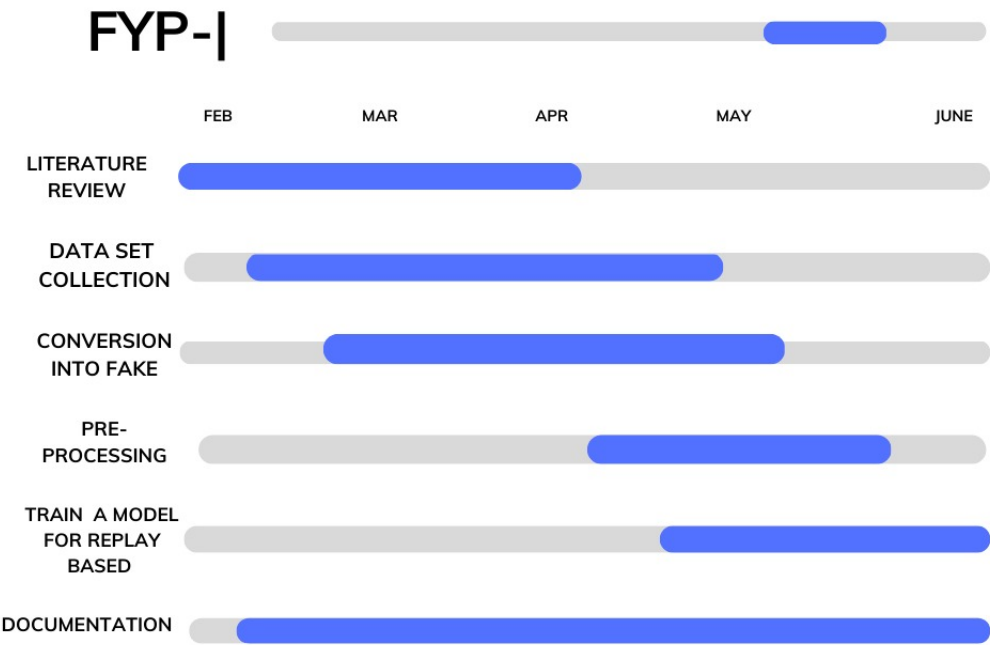 FYP-|
FEB MAR APR MAY JUNE
LITERATURE
REVIEW
DATA SET
COLLECTION
CONVERSION
INTO FAKE
PRE-
PROCESSING
TRAIN A MODEL
FOR REPLAY
BASED
DOCUMENTATION